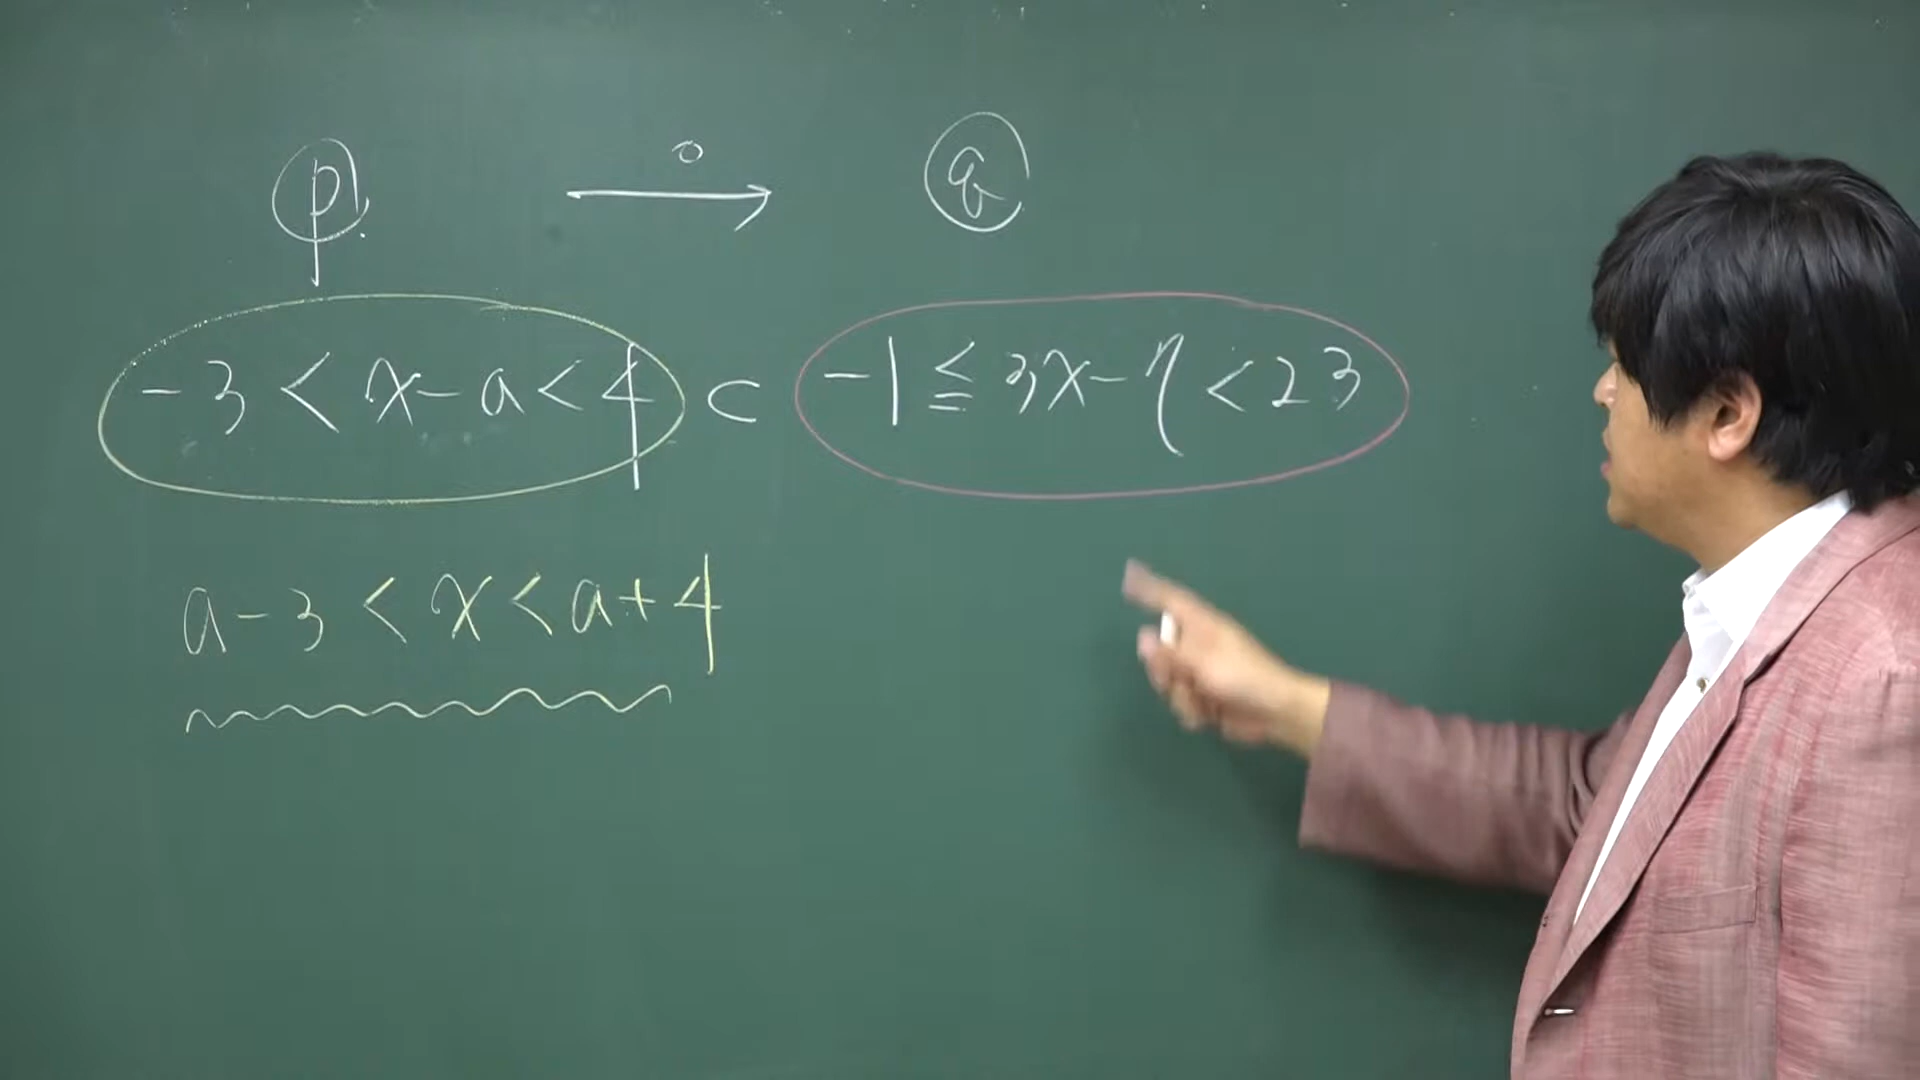 p → q
-3 < x - a < 4 ⊂ -1 ≦ 3x - 7 < 23
a - 3 < x < a + 4